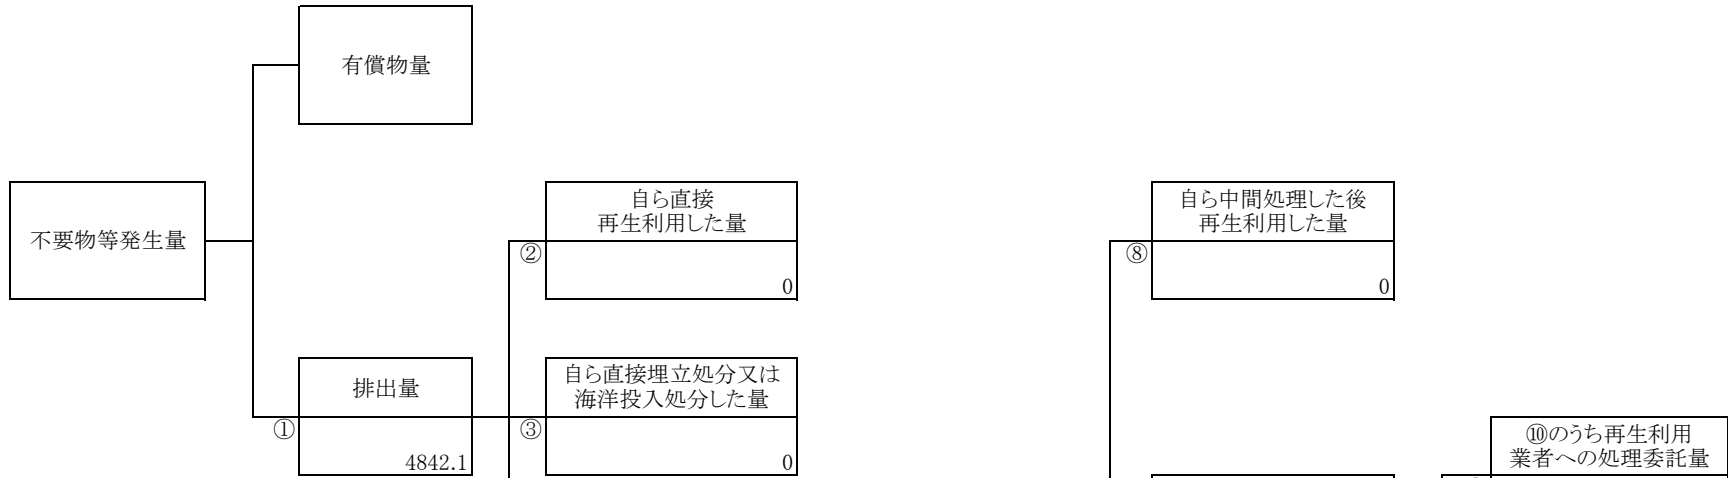 有償物量
不要物等発生量
自ら直接
再生利用した量
②
0
自ら中間処理した後
再生利用した量
⑧
0
排出量
①
4842.1
自ら直接埋立処分又は
海洋投入処分した量
③
0
⑩のうち再生利用
業者への処理委託量